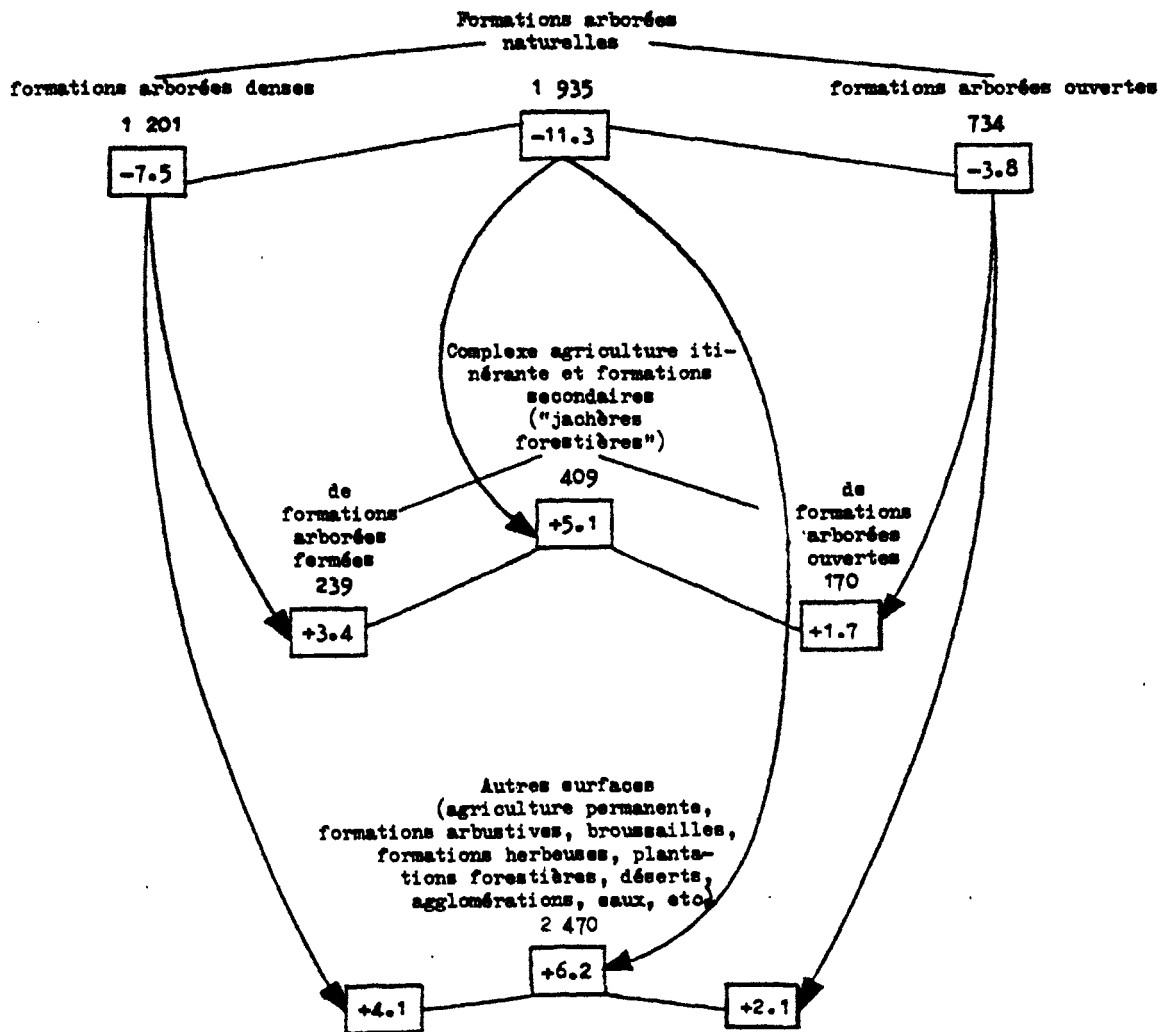 Formations arborées
naturelles
formations arborées denses
1 935
formations arborées ouvertes
1 201
-11.3
734
-7.5
-3.8
Complexe agriculture iti-
nérante et formations
secondaires
("jachères
forestières")
409
+5.1
de
formations
arborées
fermées
239
+3.4
de
formations
arborées
ouvertes
170
+1.7
Autres surfaces
(agriculture permanente,
formations arbustives, broussailles,
formations herbeuses, planta-
tions forestières, déserts,
agglomérations, eaux, etc)
2 470
+6.2
+4.1
+2.1